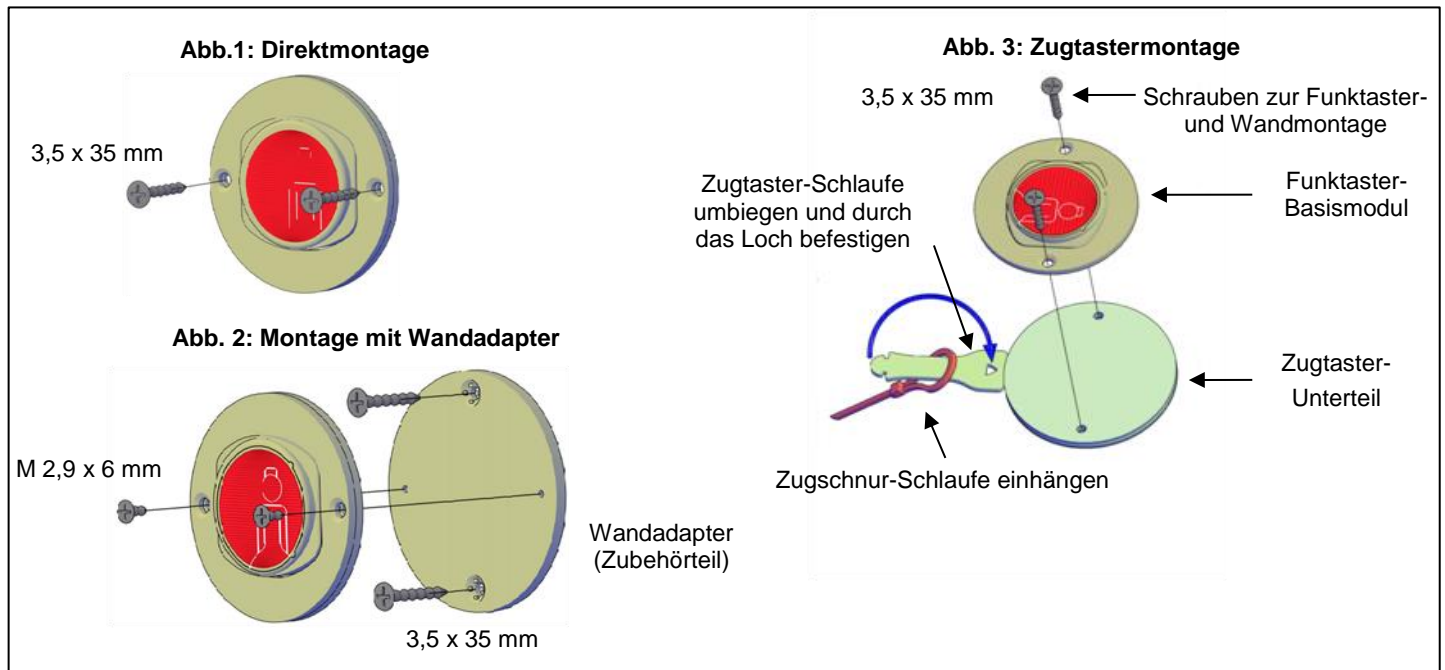 Abb.1: Direktmontage
3,5 x 35 mm
Abb. 2: Montage mit Wandadapter
M 2,9 x 6 mm
Wandadapter
(Zubehörteil)
3,5 x 35 mm
Abb. 3: Zugtastermontage
3,5 x 35 mm
Schrauben zur Funktaster-
und Wandmontage
Zugtaster-Schlaufe
umbiegen und durch
das Loch befestigen
Funktaster-
Basismodul
Zugtaster-
Unterteil
Zugschnur-Schlaufe einhängen